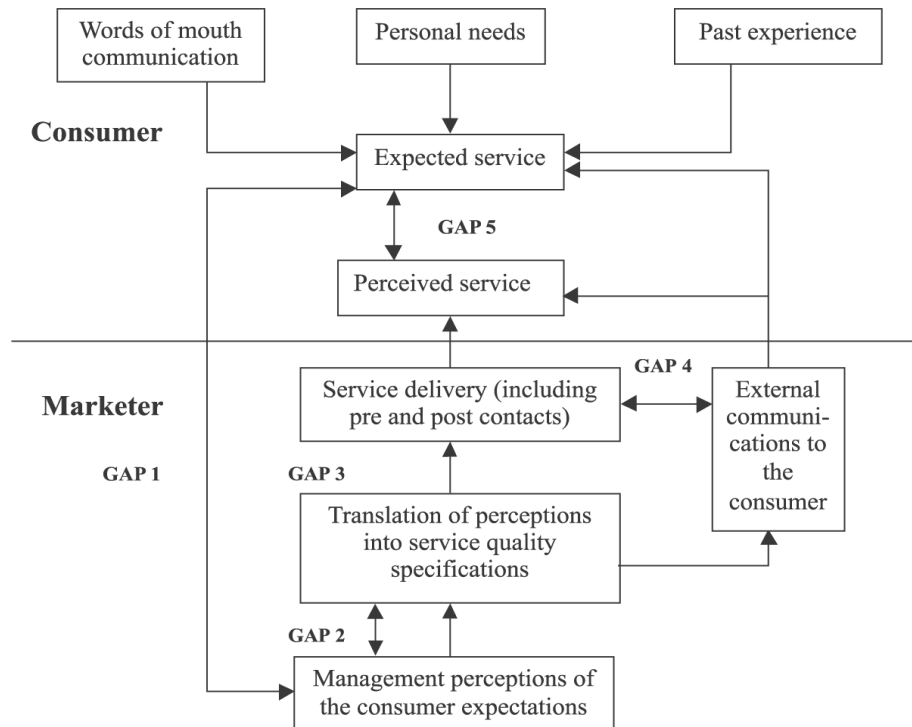 Words of mouth
communication
Personal needs
Past experience
Consumer
Expected service
GAP 5
Perceived service
GAP 4
Marketer
Service delivery (including
pre and post contacts)
External
communi-
cations to
the
consumer
GAP 1
GAP 3
Translation of perceptions
into service quality
specifications
GAP 2
Management perceptions of
the consumer expectations